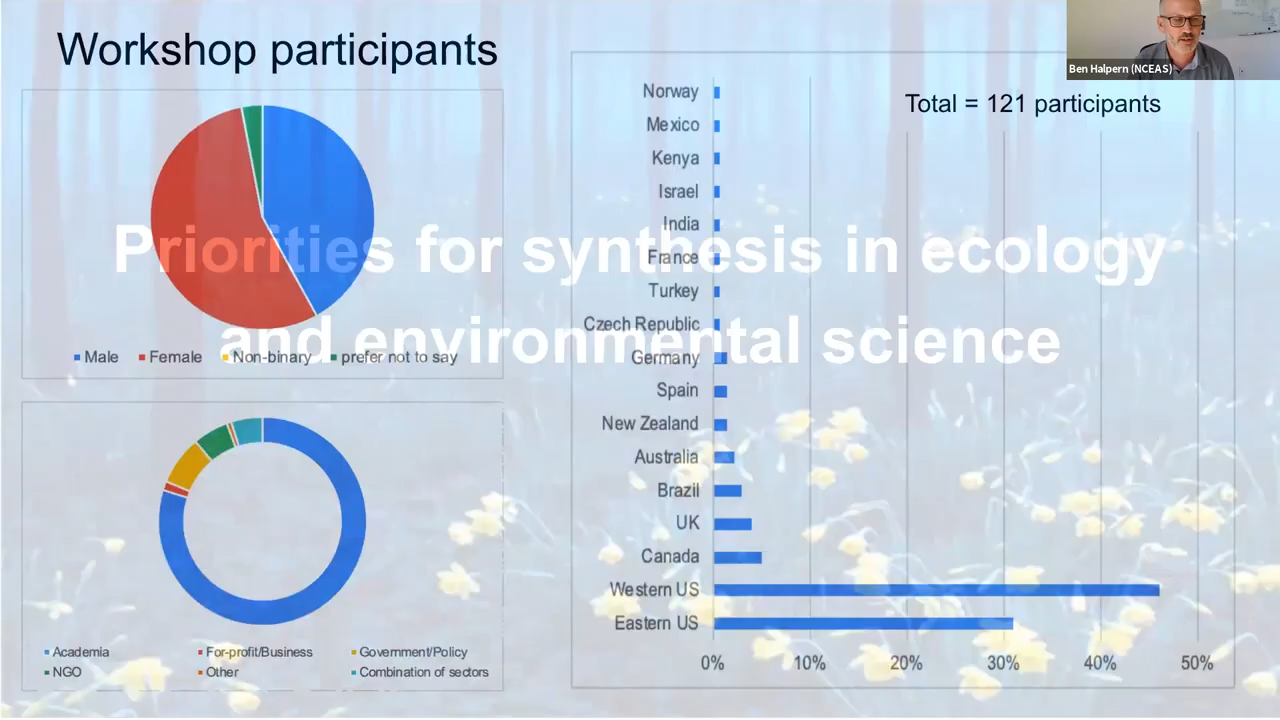 Workshop participants
Ben Halpern (NCEAS)
Total = 121 participants
Priorities for synthesis in ecology
and environmental science
Male Female Non-binary prefer not to say
Academia For-profit/Business Government/Policy
NGO Other Combination of sectors
Norway
Mexico
Kenya
Israel
India
France
Turkey
Czech Republic
Germany
Spain
New Zealand
Australia
Brazil
UK
Canada
Western US
Eastern US
0% 10% 20% 30% 40% 50%